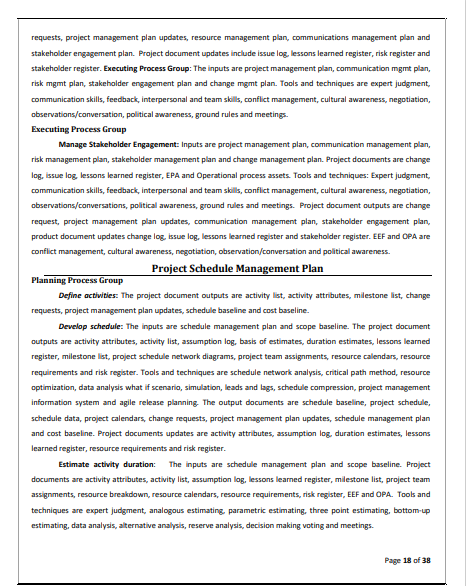 requests, project management plan updates, resource management plan, communications management plan and
stakeholder engagement plan. Project document updates include issue log, lessons learned register, risk register and
stakeholder register. Executing Process Group: The inputs are project management plan, communication mgmt plan,
risk mgmt plan, stakeholder engagement plan and change mgmt plan. Tools and techniques are expert judgment,
communication skills, feedback, interpersonal and team skills, conflict management, cultural awareness, negotiation,
observations/conversation, political awareness, ground rules and meetings.
Executing Process Group
Manage Stakeholder Engagement: Inputs are project management plan, communication management plan,
risk management plan, stakeholder management plan and change management plan. Project documents are change
log, issue log, lessons learned register, EPA and Operational process assets. Tools and techniques: Expert judgment,
communication skills, feedback, interpersonal and team skills, conflict management, cultural awareness, negotiation,
observations/conversations, political awareness, ground rules and meetings. Project document outputs are change
request, project management plan updates, communication management plan, stakeholder engagement plan,
product document updates change log, issue log, lessons learned register and stakeholder register. EEF and OPA are
conflict management, cultural awareness, negotiation, observation/conversation and political awareness.
Project Schedule Management Plan
Planning Process Group
Define activities: The project document outputs are activity list, activity attributes, milestone list, change
requests, project management plan updates, schedule baseline and cost baseline.
Develop schedule: The inputs are schedule management plan and scope baseline. The project document
outputs are activity attributes, activity list, assumption log, basis of estimates, duration estimates, lessons learned
register, milestone list, project schedule network diagrams, project team assignments, resource calendars, resource
requirements and risk register. Tools and techniques are schedule network analysis, critical path method, resource
optimization, data analysis what if scenario, simulation, leads and lags, schedule compression, project management
information system and agile release planning. The output documents are schedule baseline, project schedule,
schedule data, project calendars, change requests, project management plan updates, schedule management plan
and cost baseline. Project documents updates are activity attributes, assumption log, duration estimates, lessons
learned register, resource requirements and risk register.
Estimate activity duration: The inputs are schedule management plan and scope baseline. Project
documents are activity attributes, activity list, assumption log, lessons learned register, milestone list, project team
assignments, resource breakdown, resource calendars, resource requirements, risk register, EEF and OPA. Tools and
techniques are expert judgment, analogous estimating, parametric estimating, three point estimating, bottom-up
estimating, data analysis, alternative analysis, reserve analysis, decision making voting and meetings.
Page 18 of 38